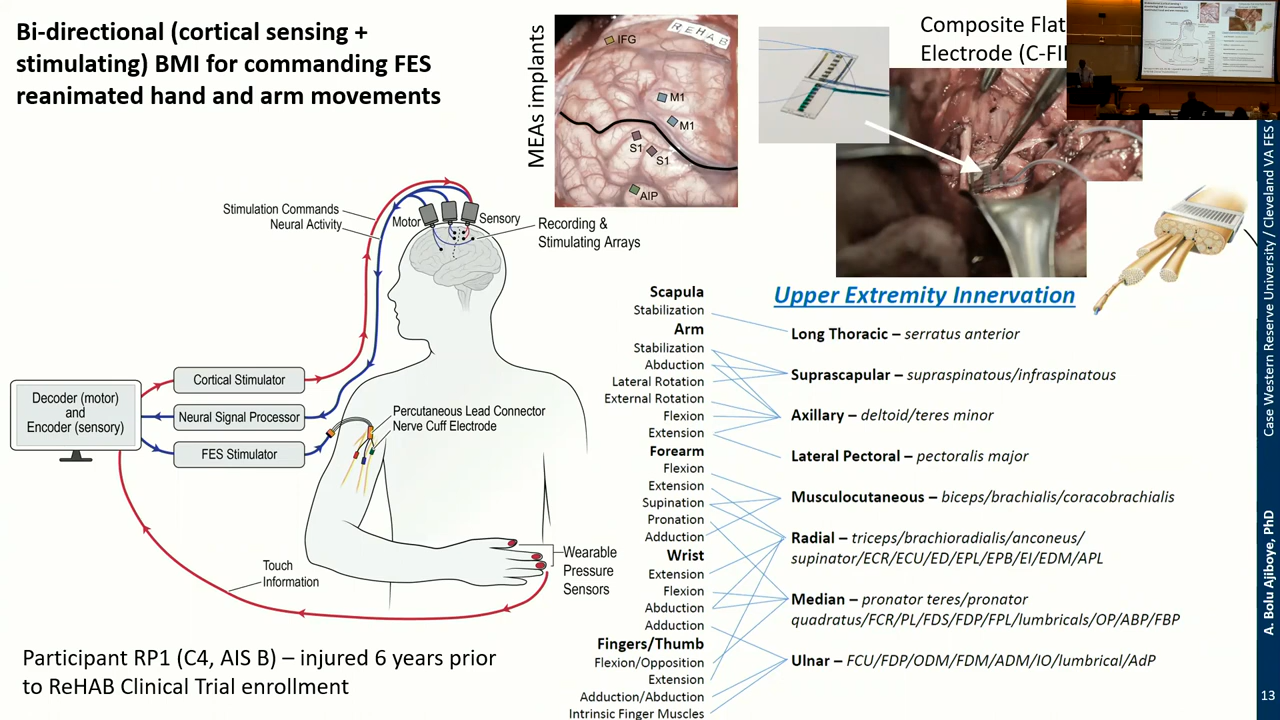 Bi-directional (cortical sensing +
stimulating) BMI for commanding FES
reanimated hand and arm movements
MEAs implants
REHAB
IFG
M1
M1
S1
S1
AIP
Composite Flat
Electrode (C-FI
Stimulation Commands
Neural Activity
Motor
Sensory
Recording &
Stimulating Arrays
Decoder (motor)
and
Encoder (sensory)
Cortical Stimulator
Neural Signal Processor
FES Stimulator
Percutaneous Lead Connector
Nerve Cuff Electrode
Wearable
Pressure
Sensors
Touch
Information
Participant RP1 (C4, AIS B) – injured 6 years prior
to ReHAB Clinical Trial enrollment
Scapula
Stabilization
Arm
Stabilization
Abduction
Lateral Rotation
External Rotation
Flexion
Extension
Forearm
Flexion
Extension
Supination
Pronation
Adduction
Wrist
Extension
Flexion
Abduction
Adduction
Fingers/Thumb
Flexion/Opposition
Extension
Adduction/Abduction
Intrinsic Finger Muscles
Upper Extremity Innervation
Long Thoracic – serratus anterior
Suprascapular – supraspinatous/infraspinatous
Axillary – deltoid/teres minor
Lateral Pectoral – pectoralis major
Musculocutaneous – biceps/brachialis/coracobrachialis
Radial – triceps/brachioradialis/anconeus/
supinator/ECR/ECU/ED/EPL/EPB/EI/EDM/APL
Median – pronator teres/pronator
quadratus/FCR/PL/FDS/FDP/FPL/lumbricals/OP/ABP/FBP
Ulnar – FCU/FDP/ODM/FDM/ADM/IO/lumbrical/AdP
Case Western Reserve University / Cleveland VA FES
A. Bolu Ajiboye, PhD
13